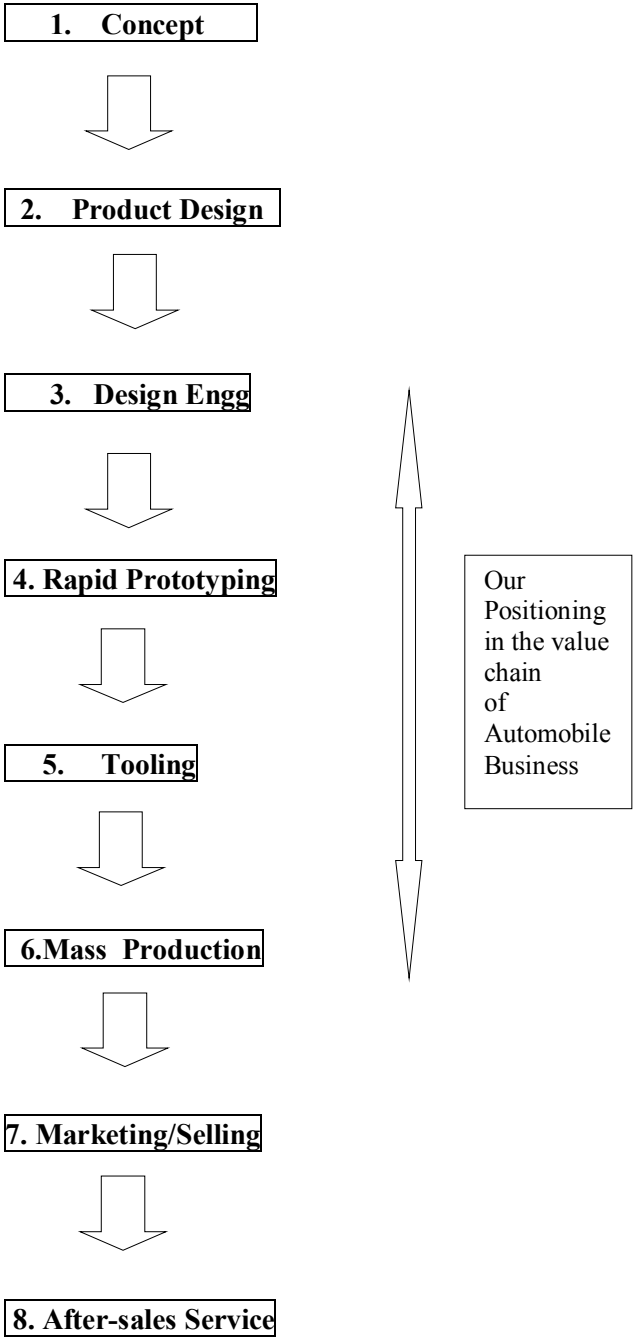 1. Concept
2. Product Design
3. Design Engg
4. Rapid Prototyping
5. Tooling
6.Mass Production
7. Marketing/Selling
8. After-sales Service
Our
Positioning
in the value
chain
of
Automobile
Business